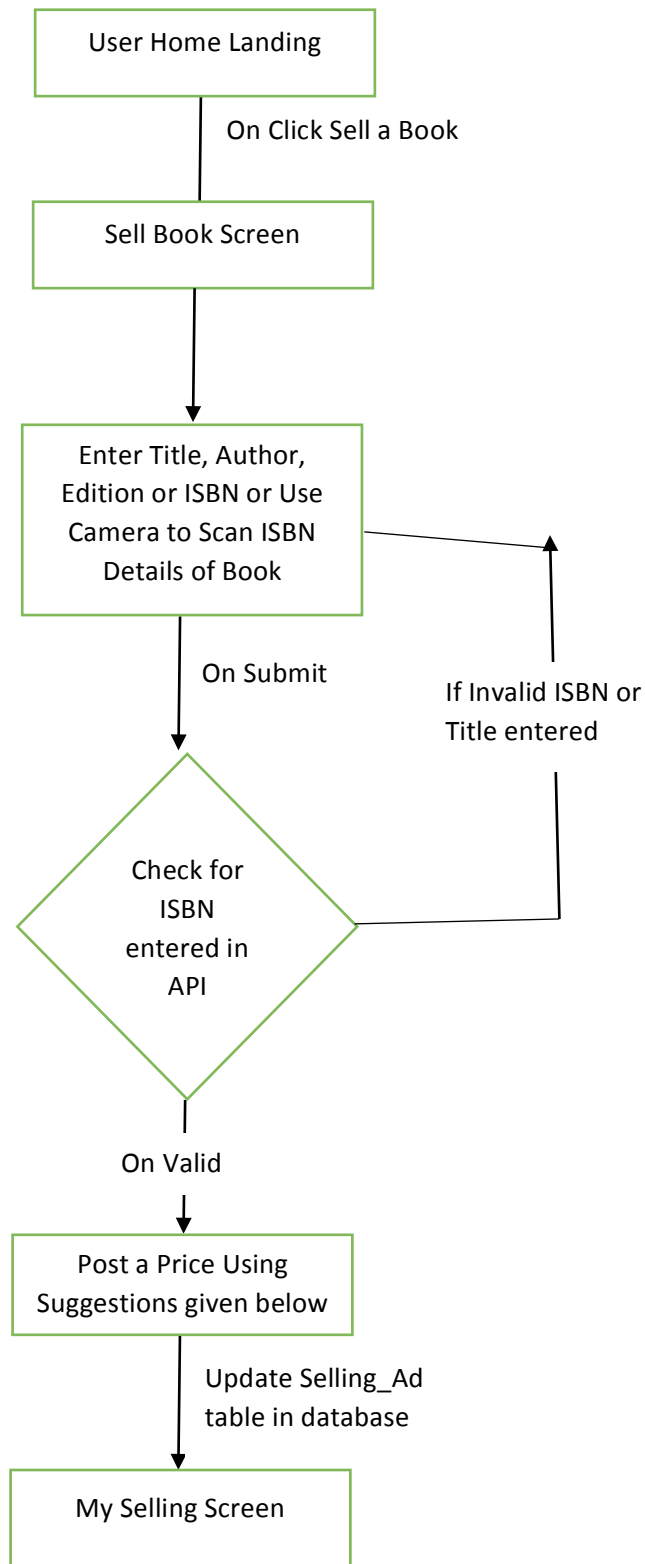 User Home Landing
On Click Sell a Book
Sell Book Screen
Enter Title, Author,
Edition or ISBN or Use
Camera to Scan ISBN
Details of Book
On Submit
If Invalid ISBN or
Title entered
Check for
ISBN
entered in
API
On Valid
Post a Price Using
Suggestions given below
Update Selling_Ad
table in database
My Selling Screen